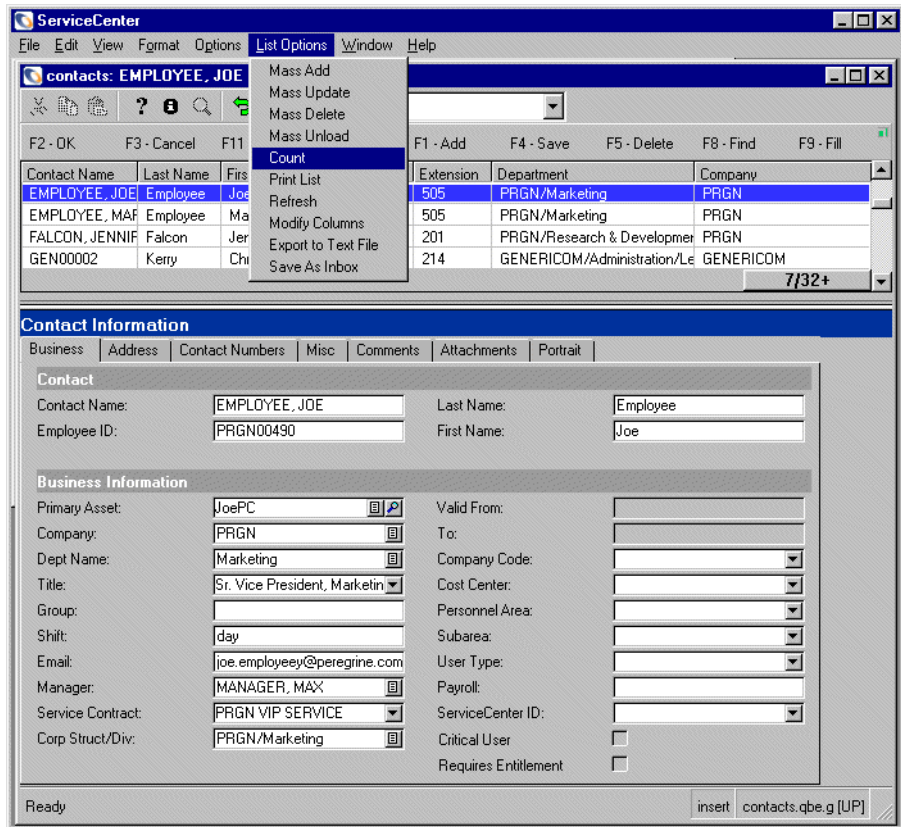 ServiceCenter
File Edit View Format Options List Options Window Help
contacts: EMPLOYEE, JOE
Mass Add
Mass Update
Mass Delete
Mass Unload
Count
Print List
Refresh
Modify Columns
Export to Text File
Save As Inbox
F2 - OK F3 - Cancel F11 F1 - Add F4 - Save F5 - Delete F8 - Find F9 - Fill
Contact Name Last Name Firs Extension Department Company
EMPLOYEE, JOE Employee Joe 505 PRGN/Marketing PRGN
EMPLOYEE, MAR Employee Ma 505 PRGN/Marketing PRGN
FALCON, JENNIF Falcon Jer 201 PRGN/Research & Developmer PRGN
GEN00002 Kerry Chi 214 GENERICOM/Administration/Le GENERICOM
7/32+
Contact Information
Business Address Contact Numbers Misc Comments Attachments Portrait
Contact
Contact Name: EMPLOYEE, JOE Last Name: Employee
Employee ID: PRGN00490 First Name: Joe
Business Information
Primary Asset: JoePC Valid From:
Company: PRGN To:
Dept Name: Marketing Company Code:
Title: Sr. Vice President, Marketin Cost Center:
Group: Personnel Area:
Shift: day Subarea:
Email: joe.employeey@peregrine.com User Type:
Manager: MANAGER, MAX Payroll:
Service Contract: PRGN VIP SERVICE ServiceCenter ID:
Corp Struct/Div: PRGN/Marketing Critical User
Requires Entitlement
Ready insert contacts.qbe.g [UP]